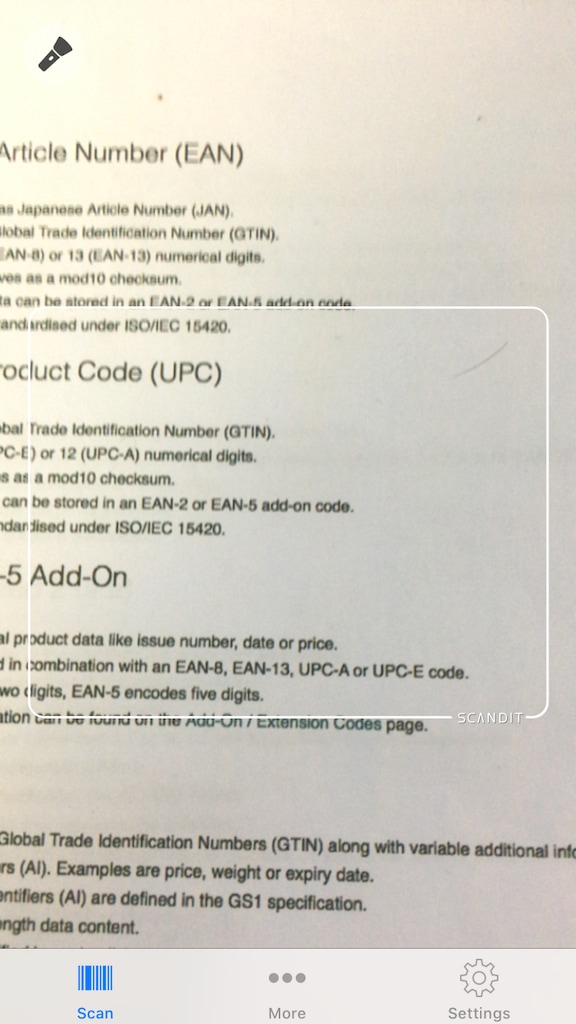 Article Number (EAN)
as Japanese Article Number (JAN).
Global Trade Identification Number (GTIN).
EAN-8) or 13 (EAN-13) numerical digits.
ves as a mod10 checksum.
ta can be stored in an EAN-2 or EAN-5 add-on code.
andardised under ISO/IEC 15420.
roduct Code (UPC)
obal Trade Identification Number (GTIN).
PC-E) or 12 (UPC-A) numerical digits.
s as a mod10 checksum.
can be stored in an EAN-2 or EAN-5 add-on code.
ndardised under ISO/IEC 15420.
-5 Add-On
al product data like issue number, date or price.
d in combination with an EAN-8, EAN-13, UPC-A or UPC-E code.
wo digits, EAN-5 encodes five digits.
ation can be found on the Add-On / Extension Codes page.
SCANDIT
Global Trade Identification Numbers (GTIN) along with variable additional info
rs (AI). Examples are price, weight or expiry date.
entifiers (AI) are defined in the GS1 specification.
ength data content.
Scan
More
Settings